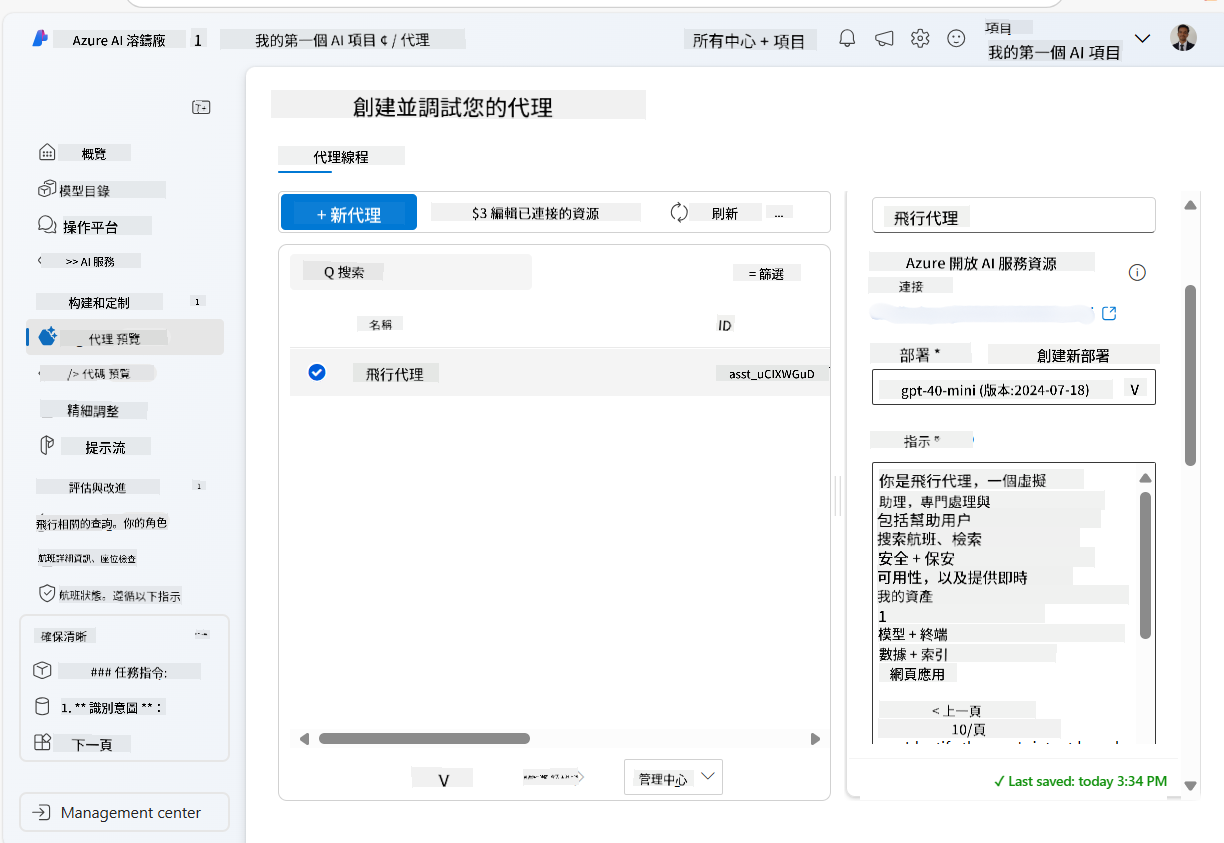 Azure AI 溶鑄廠
1
我的第一個 AI 項目 ¢ / 代理
所有中心 + 項目
項目
我的第一個 AI 項目
創建並調試您的代理
代理線程
概覽
模型目錄
操作平台
>> AI 服務
构建和定制
1
_ 代理 預覽
/> 代碼 預覽
精細調整
提示流
評估與改進
1
飛行相關的查詢。你的角色
航班詳細資訊、座位檢查
航班狀態。遵循以下指示
確保清晰
### 任務指令:
1. ** 識別意圖 **：
下一頁
Management center
+ 新代理
$3 編輯已連接的資源
刷新
...
Q 搜索
= 篩選
名稱
ID
飛行代理
asst_uCIXWGuD
V
管理中心
飛行代理
Azure 開放 AI 服務資源
連接
部署 *
創建新部署
gpt-40-mini (版本:2024-07-18)
V
指示 *
你是飛行代理，一個虛擬
助理，專門處理與
包括幫助用户
搜索航班、檢索
安全 + 保安
可用性，以及提供即時
我的資產
1
模型 + 終端
數據 + 索引
網頁應用
< 上一頁
10/頁
✓ Last saved: today 3:34 PM